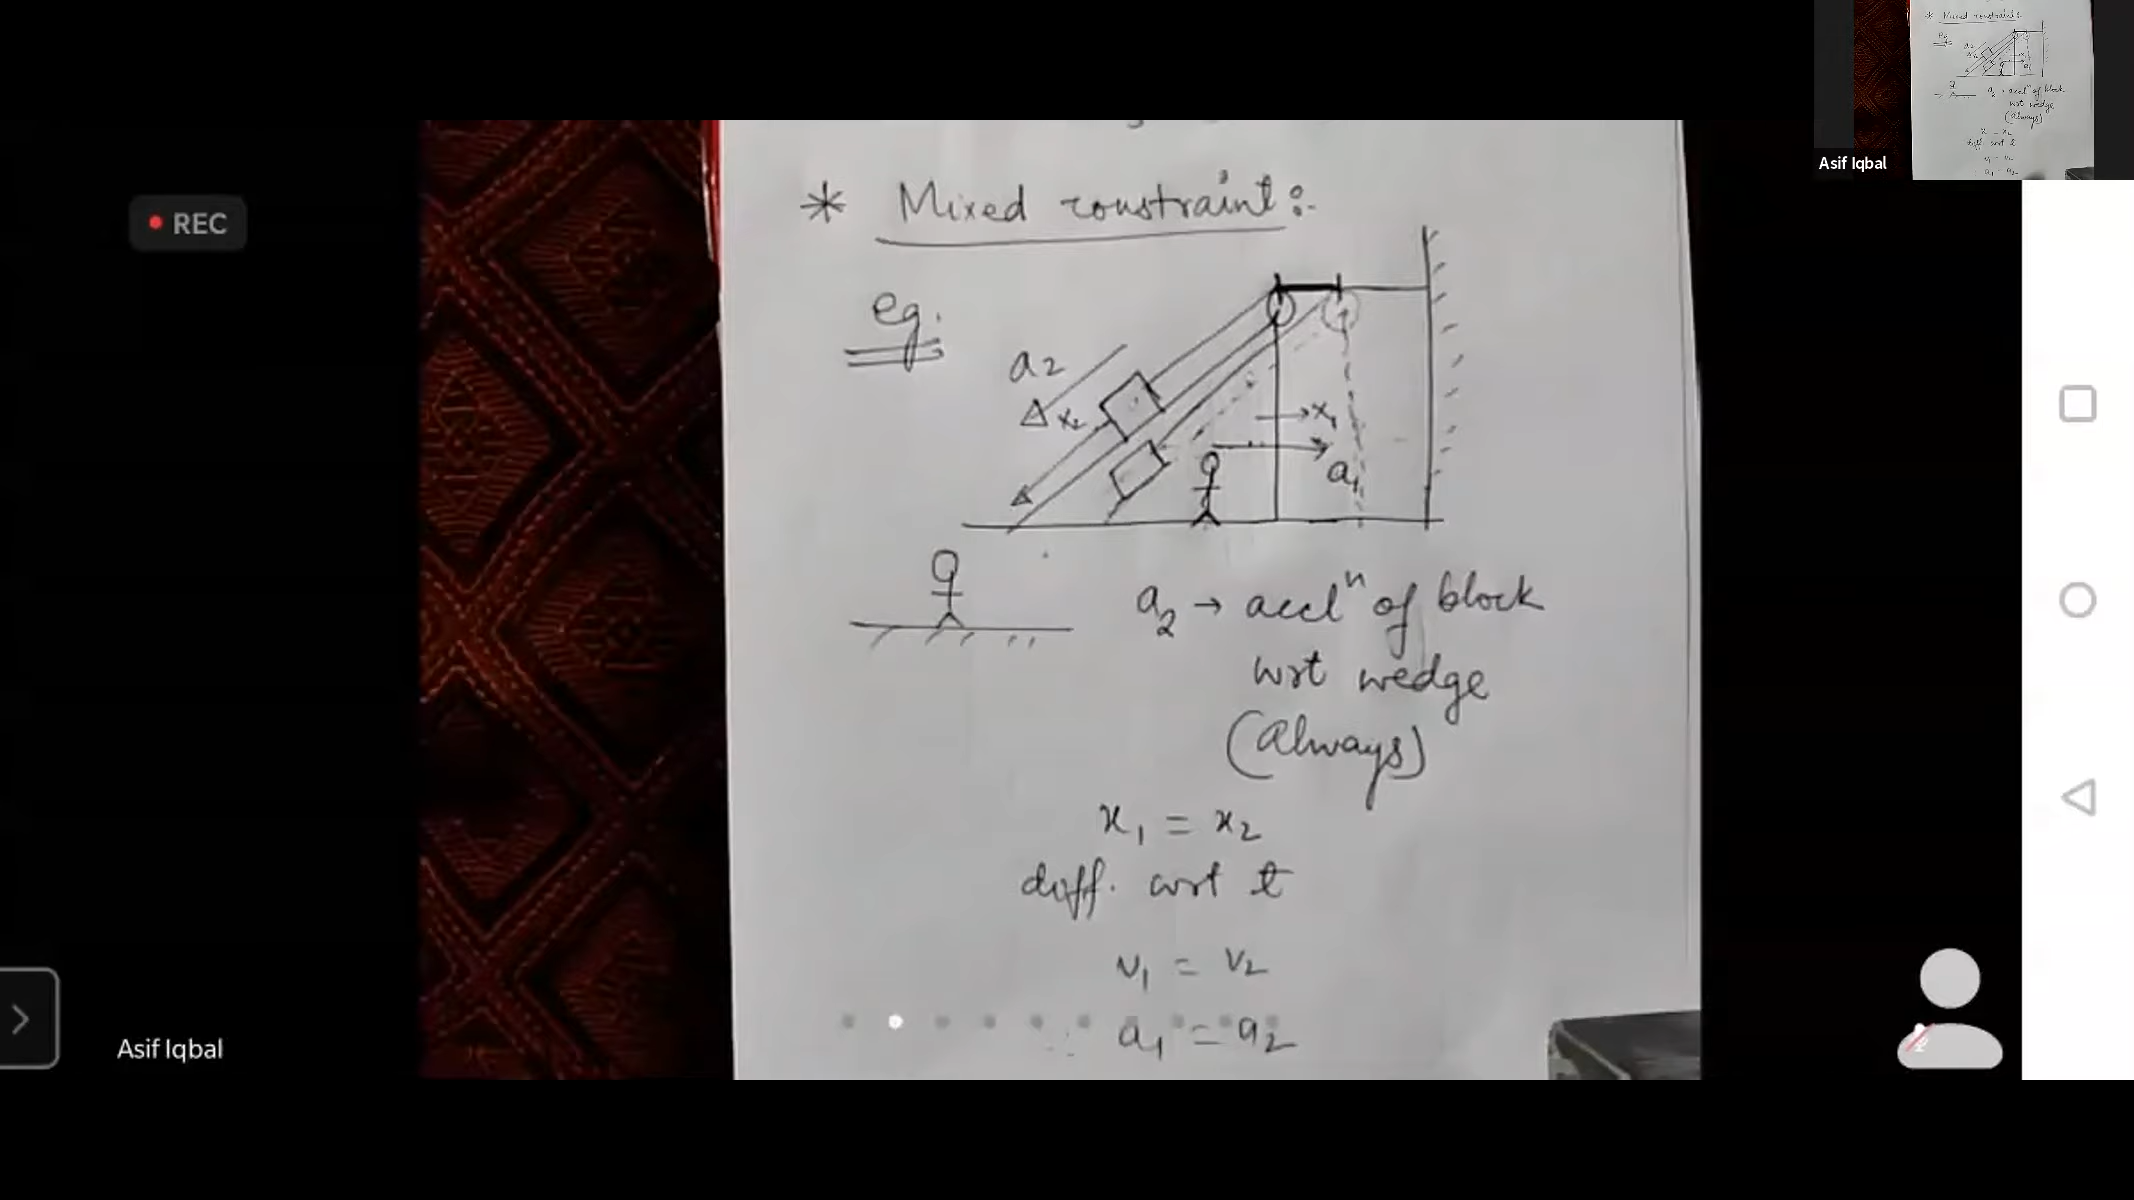 Asif Iqbal
REC
* Mixed constraint :-
eg.
a2
x2
x1
a1
a2 → accl^n of block
wrt wedge
(Always)
x1 = x2
diff. wrt t
v1 = v2
a1 = a2
Asif Iqbal